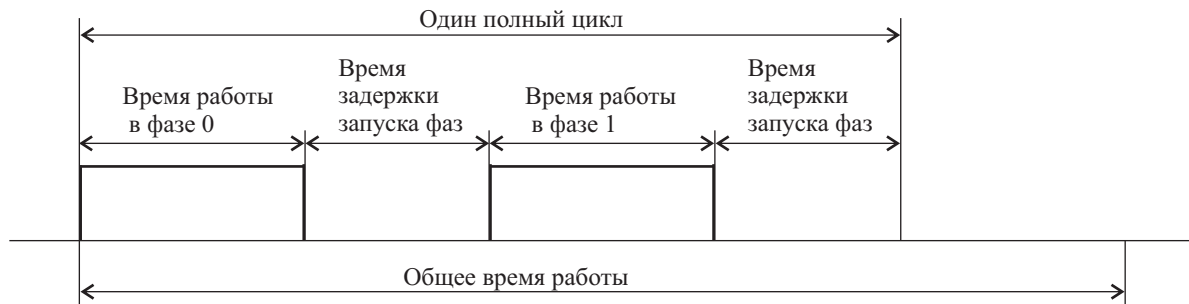 Один полный цикл
Время работы
в фазе 0
Время
задержки
запуска фаз
Время работы
в фазе 1
Время
задержки
запуска фаз
Общее время работы